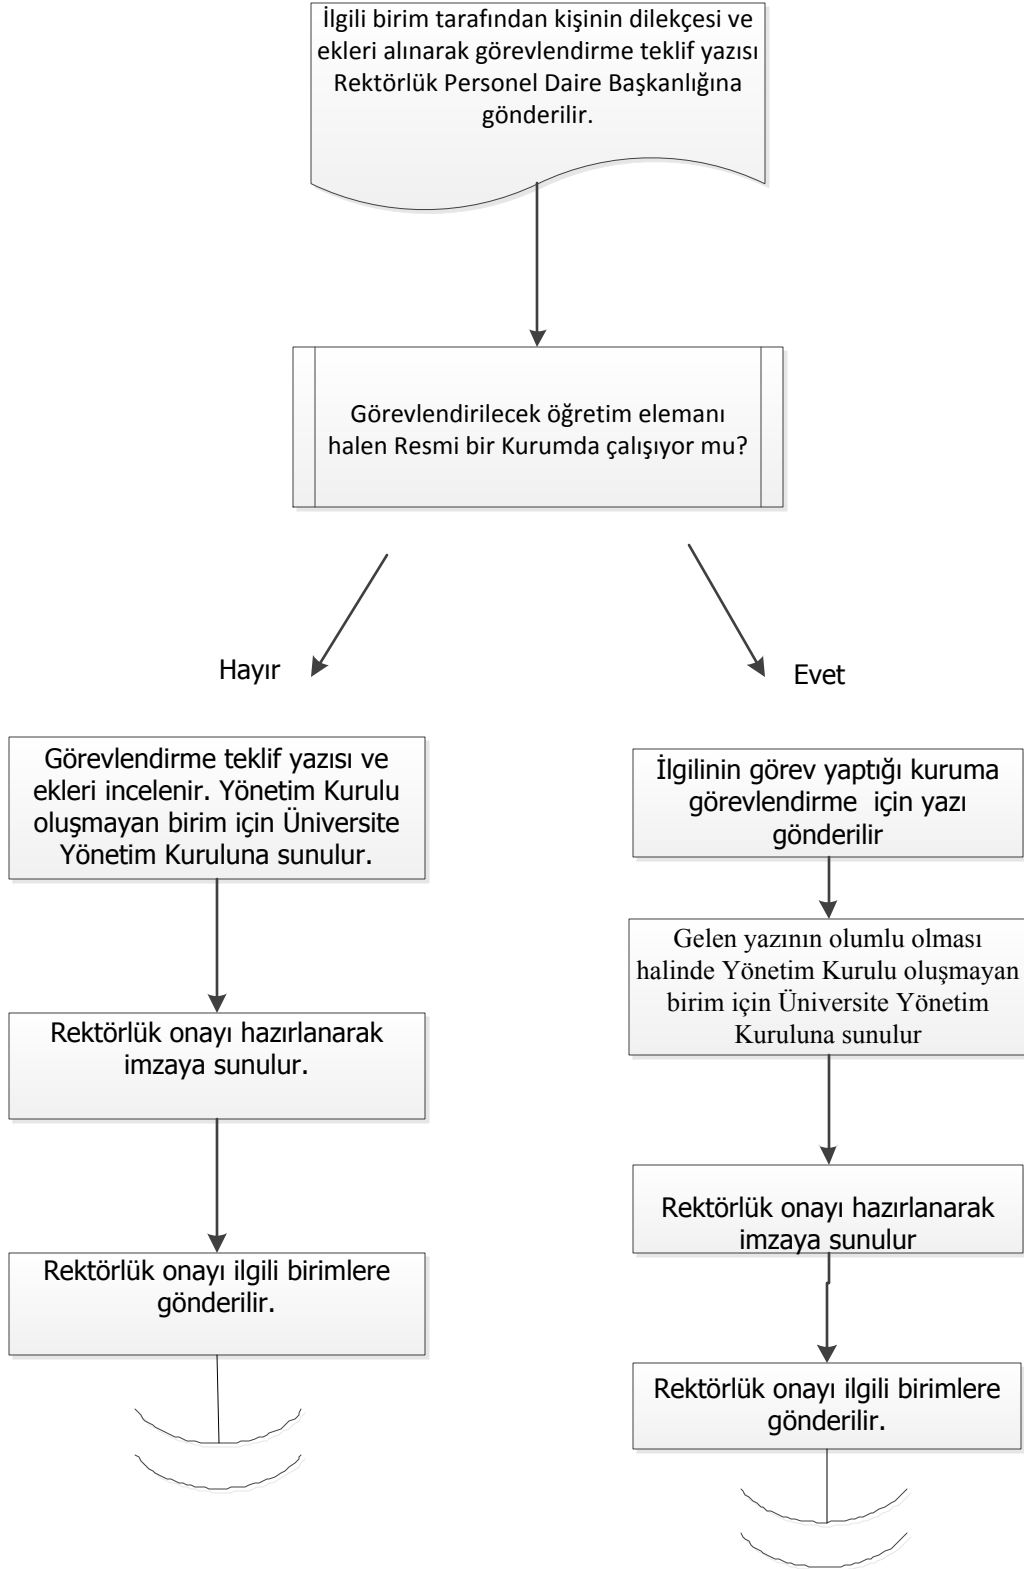 İlgili birim tarafından kişinin dilekçesi ve
ekleri alınarak görevlendirme teklif yazısı
Rektörlük Personel Daire Başkanlığına
gönderilir.
Görevlendirilecek öğretim elemanı
halen Resmi bir Kurumda çalışıyor mu?
Hayır
Görevlendirme teklif yazısı ve
ekleri incelenir. Yönetim Kurulu
oluşmayan birim için Üniversite
Yönetim Kuruluna sunulur.
Rektörlük onayı hazırlanarak
imzaya sunulur.
Rektörlük onayı ilgili birimlere
gönderilir.
Evet
İlgilinin görev yaptığı kuruma
görevlendirme  için yazı
gönderilir
Gelen yazının olumlu olması
halinde Yönetim Kurulu oluşmayan
birim için Üniversite Yönetim
Kuruluna sunulur
Rektörlük onayı hazırlanarak
imzaya sunulur
Rektörlük onayı ilgili birimlere
gönderilir.